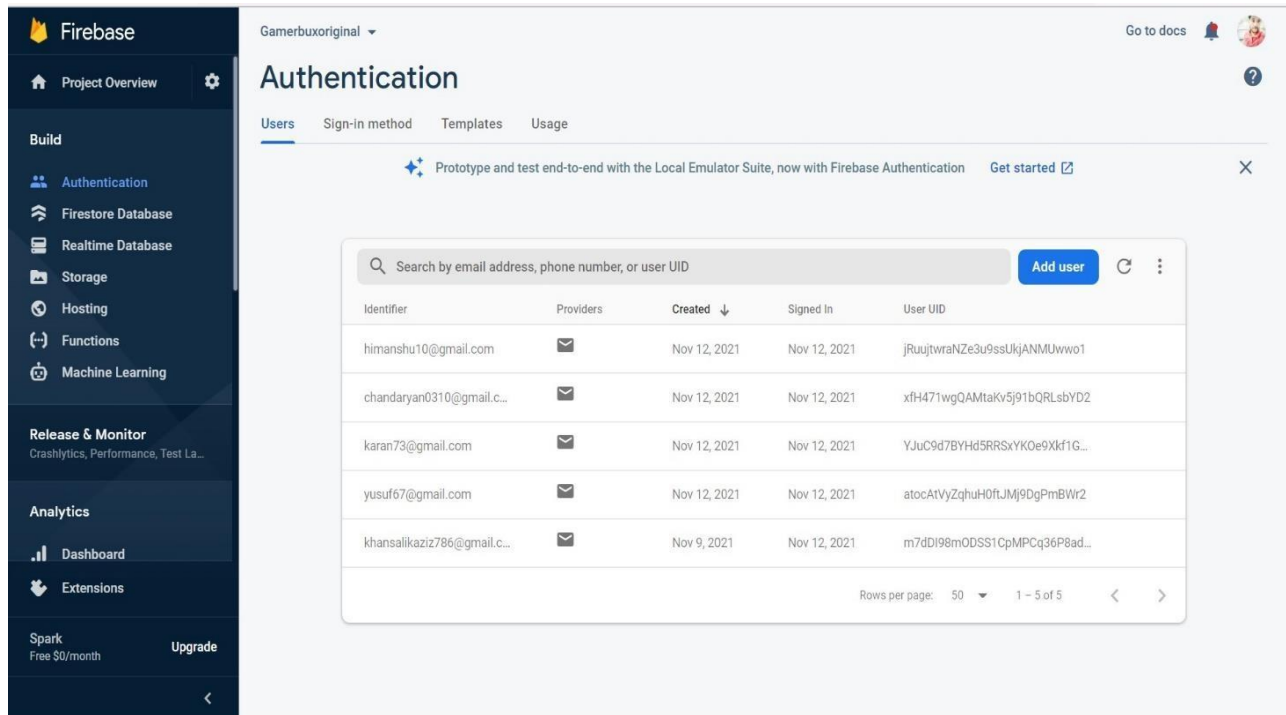 Firebase
Gamerbuxoriginal
Go to docs
Project Overview
Authentication
Users Sign-in method Templates Usage
Build
Prototype and test end-to-end with the Local Emulator Suite, now with Firebase Authentication Get started
Authentication
Firestore Database
Realtime Database
Storage
Hosting
Functions
Machine Learning
Release & Monitor
Crashlytics, Performance, Test La...
Analytics
Dashboard
Extensions
Spark
Free $0/month
Upgrade
Search by email address, phone number, or user UID Add user
Identifier Providers Created Signed In User UID
himanshu10@gmail.com Nov 12, 2021 Nov 12, 2021 jRuujtwraNZe3u9ssUkjANMUwwo1
chandaryan0310@gmail.c... Nov 12, 2021 Nov 12, 2021 xfH471wgQAMtaKv5j91bQRLsbYD2
karan73@gmail.com Nov 12, 2021 Nov 12, 2021 YJuC9d7BYHd5RRSxYKOe9Xkf1G...
yusuf67@gmail.com Nov 12, 2021 Nov 12, 2021 atocAtVyZqhuH0ftJMj9DgPmBWr2
khansalikaziz786@gmail.c... Nov 9, 2021 Nov 12, 2021 m7dDI98mODSS1CpMPCq36P8ad...
Rows per page: 50 1 – 5 of 5